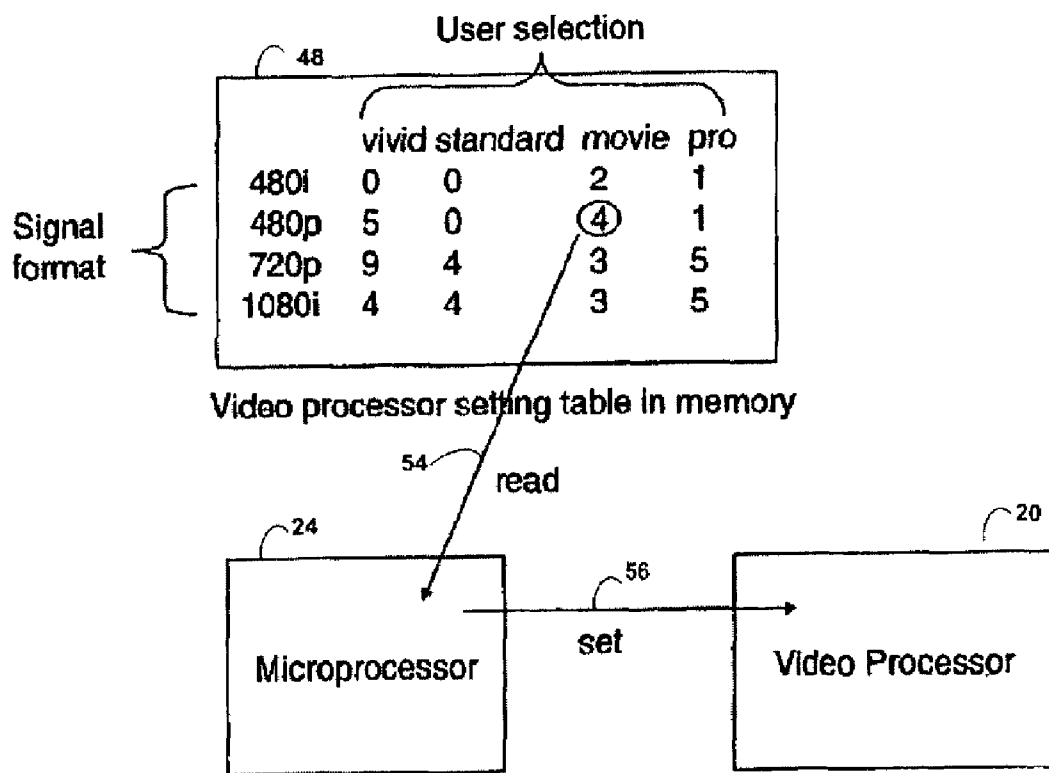 User selection
48
vivid standard movie pro
480i 0 0 2 1
Signal format
480p 5 0 4 1
720p 9 4 3 5
1080i 4 4 3 5
Video processor setting table in memory
54
read
24
20
56
set
Microprocessor
Video Processor